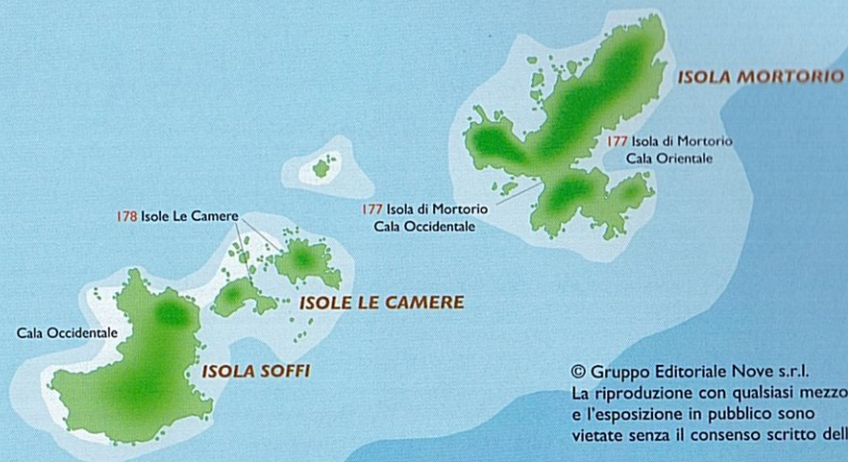 ISOLA MORTORIO
177 Isola di Mortorio
Cala Orientale
178 Isole Le Camere
177 Isola di Mortorio
Cala Occidentale
ISOLE LE CAMERE
Cala Occidentale
ISOLA SOFFI
© Gruppo Editoriale Nove s.r.l.
La riproduzione con qualsiasi mezzo
e l'esposizione in pubblico sono
vietate senza il consenso scritto dell